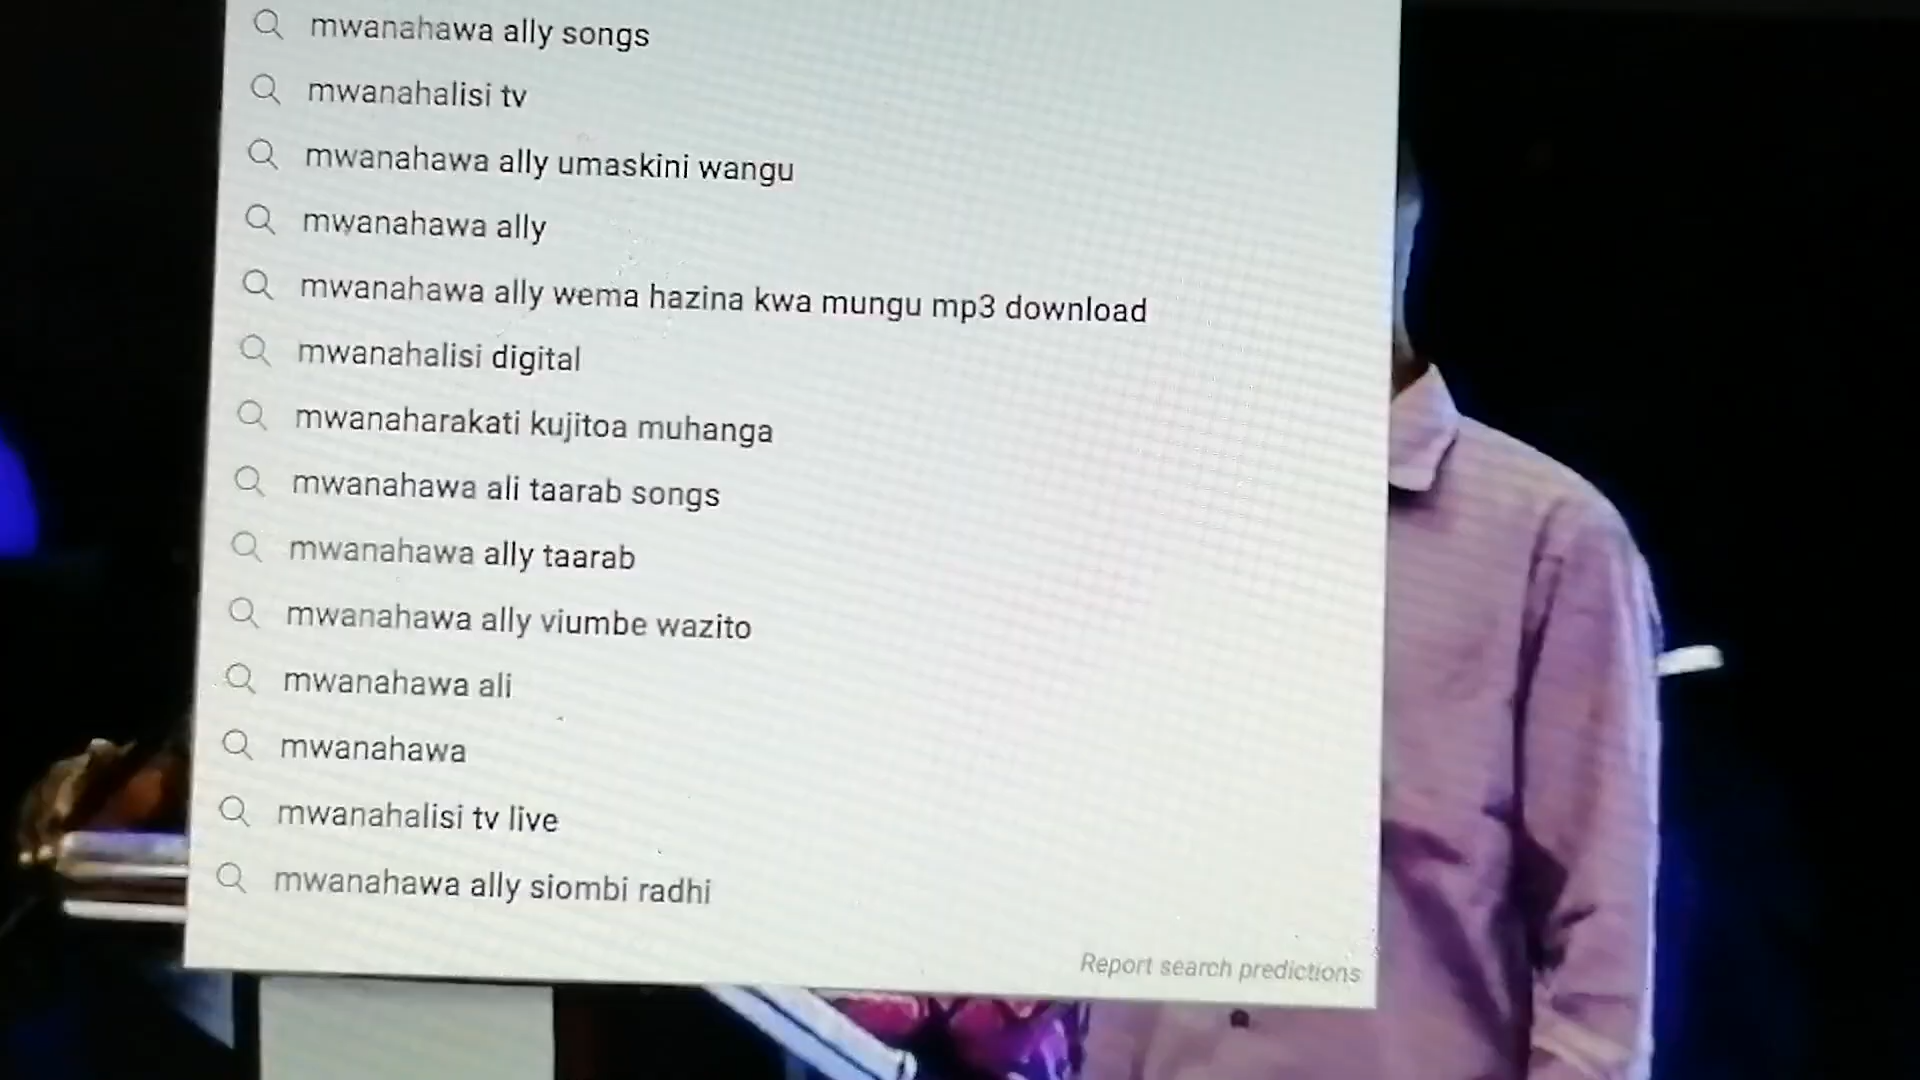 mwanahawa ally songs
mwanahalisi tv
mwanahawa ally umaskini wangu
mwanahawa ally
mwanahawa ally wema hazina kwa mungu mp3 download
mwanahalisi digital
mwanaharakati kujitoa muhanga
mwanahawa ali taarab songs
mwanahawa ally taarab
mwanahawa ally viumbe wazito
mwanahawa ali
mwanahawa
mwanahalisi tv live
mwanahawa ally siombi radhi
Report search predictions